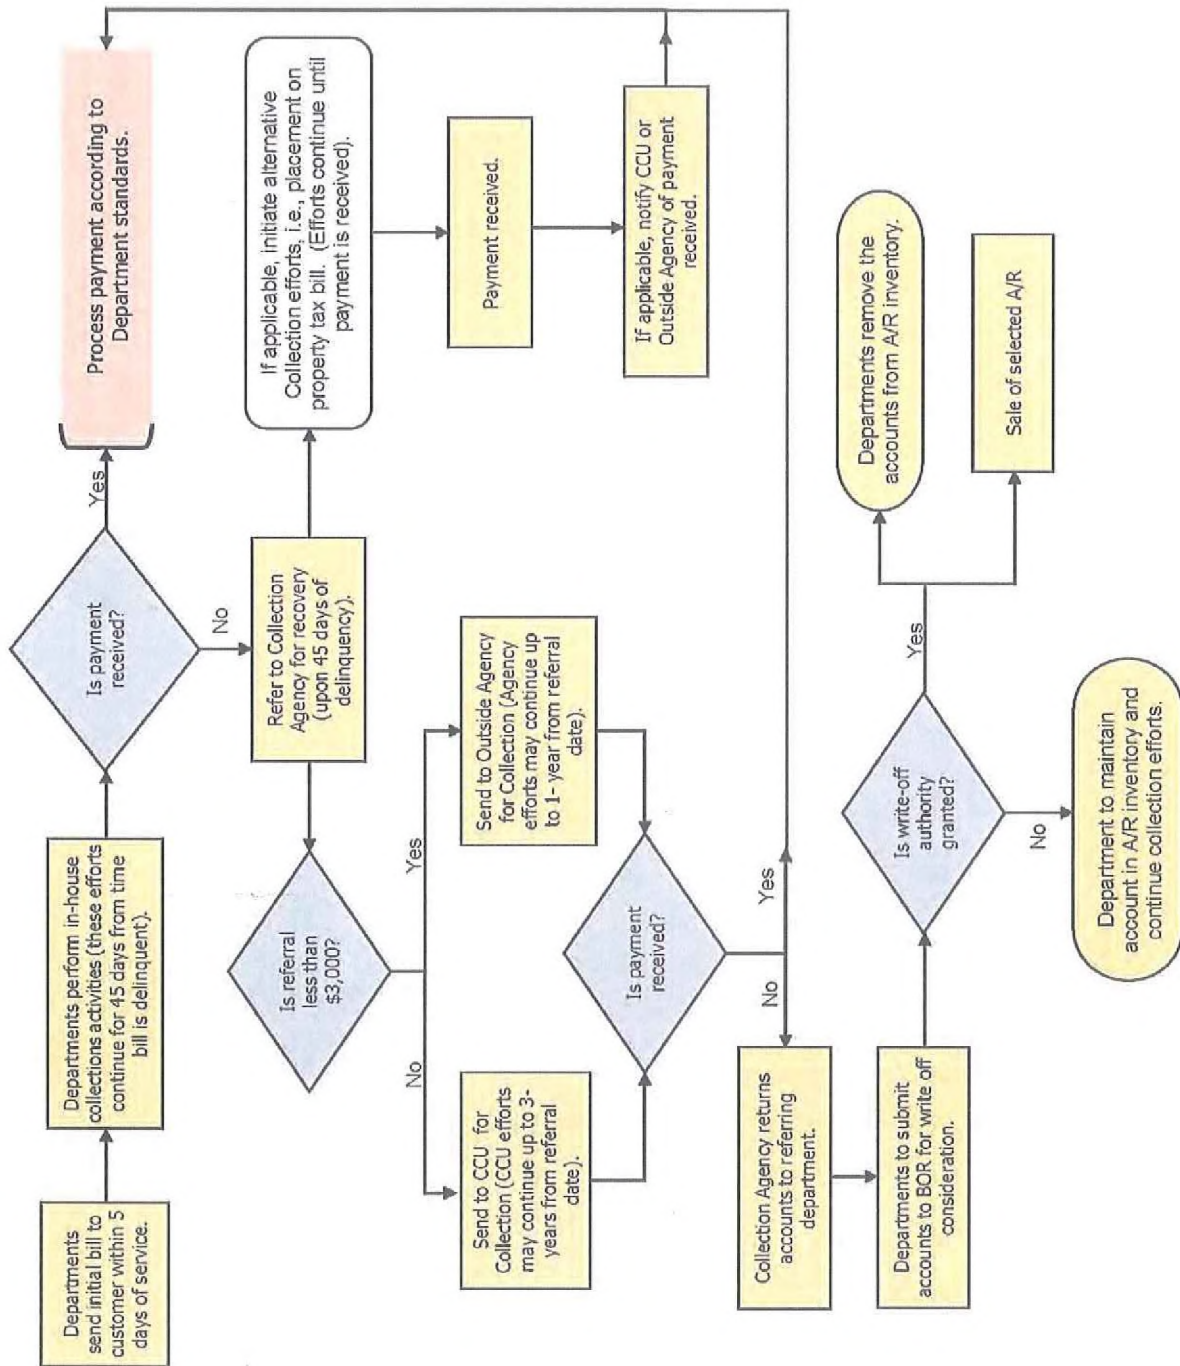 Departments
send initial bill to
customer within 5
days of service.
Departments perform in-house
collections activities (these efforts
continue for 45 days from time
bill is delinquent).
Is payment
received?
Yes
Process payment according to
Department standards.
No
Refer to Collection
Agency for recovery
(upon 45 days of
delinquency).
If applicable, initiate alternative
Collection efforts, i.e., placement on
property tax bill. (Efforts continue until
payment is received).
Is referral
less than
$3,000?
No
Yes
Send to CCU for
Collection (CCU efforts
may continue up to 3-
years from referral
date).
Send to Outside Agency
for Collection (Agency
efforts may continue up
to 1- year from referral
date).
Payment received.
If applicable, notify CCU or
Outside Agency of payment
received.
Is payment
received?
No
Yes
Collection Agency returns
accounts to referring
department.
Departments to submit
accounts to BOR for write off
consideration.
Is write-off
authority
granted?
Yes
Departments remove the
accounts from A/R inventory.
Sale of selected A/R
No
Department to maintain
account in A/R inventory and
continue collection efforts.